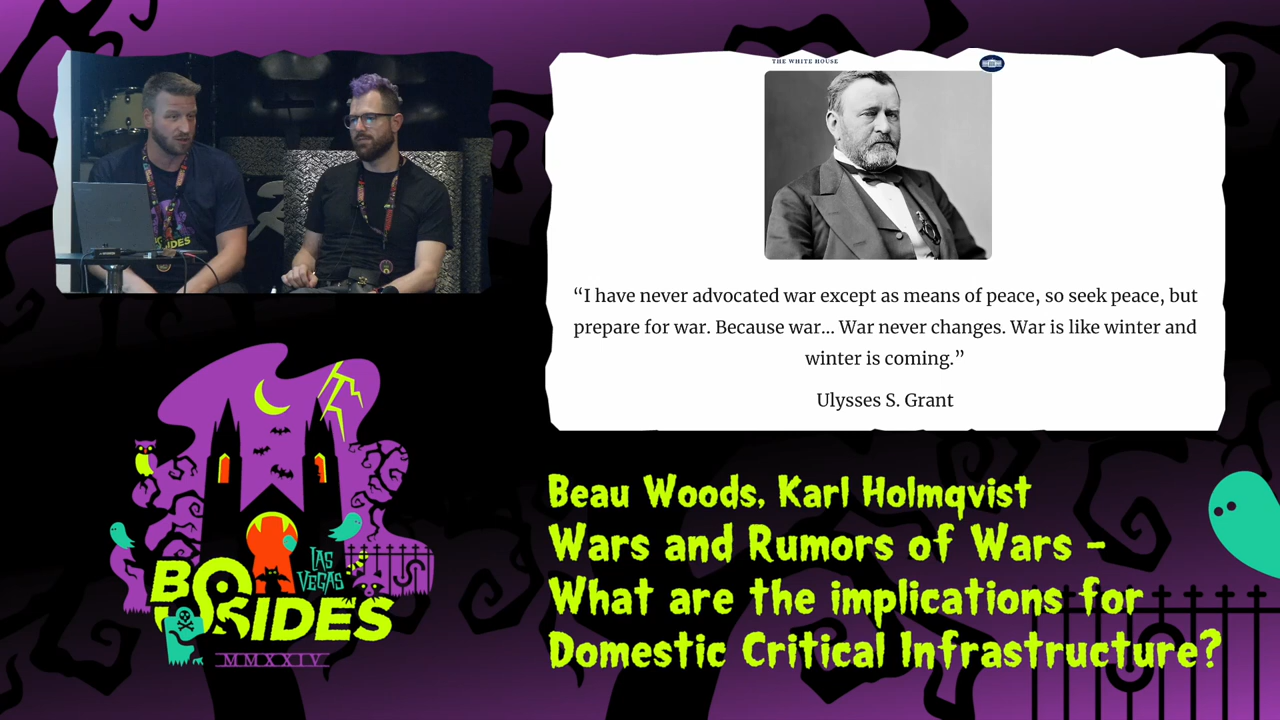 THE WHITE HOUSE
“I have never advocated war except as means of peace, so seek peace, but
prepare for war. Because war... War never changes. War is like winter and
winter is coming.”
Ulysses S. Grant
SIDES
BSIDES
LAS
VEGAS
MMXXIV
Beau Woods, Karl Holmqvist
Wars and Rumors of Wars -
What are the implications for
Domestic Critical Infrastructure?